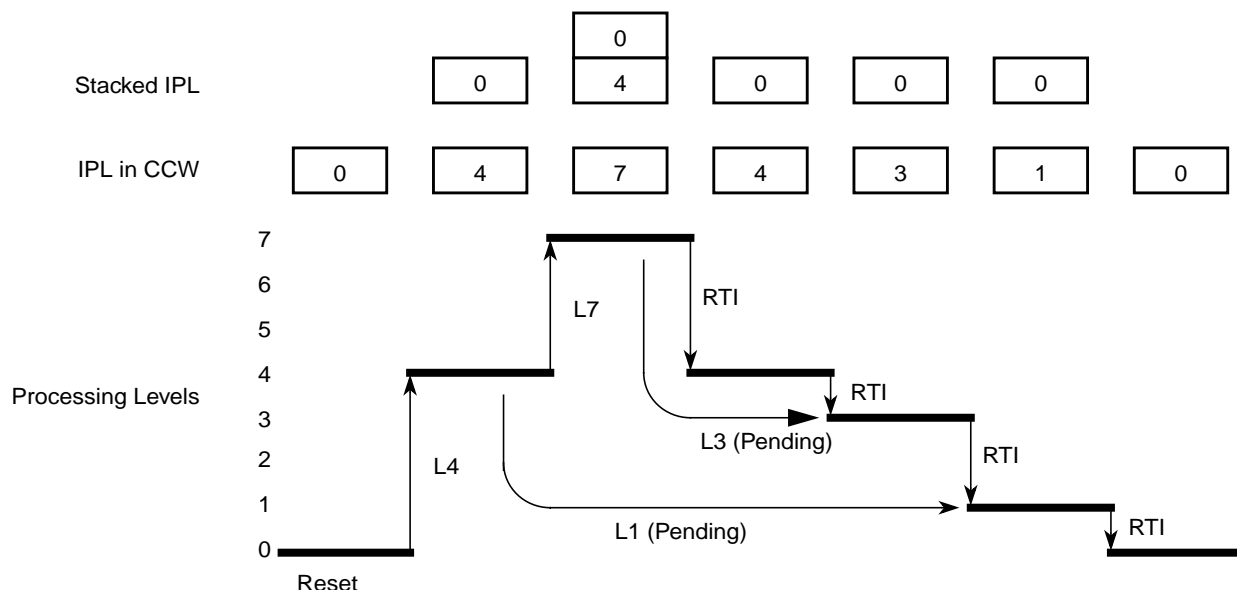 0
Stacked IPL 0 4 0 0 0
IPL in CCW 0 4 7 4 3 1 0
7
6
L7 RTI
5
4
Processing Levels RTI
3
L3 (Pending)
2 L4 RTI
1
L1 (Pending) RTI
0
Reset